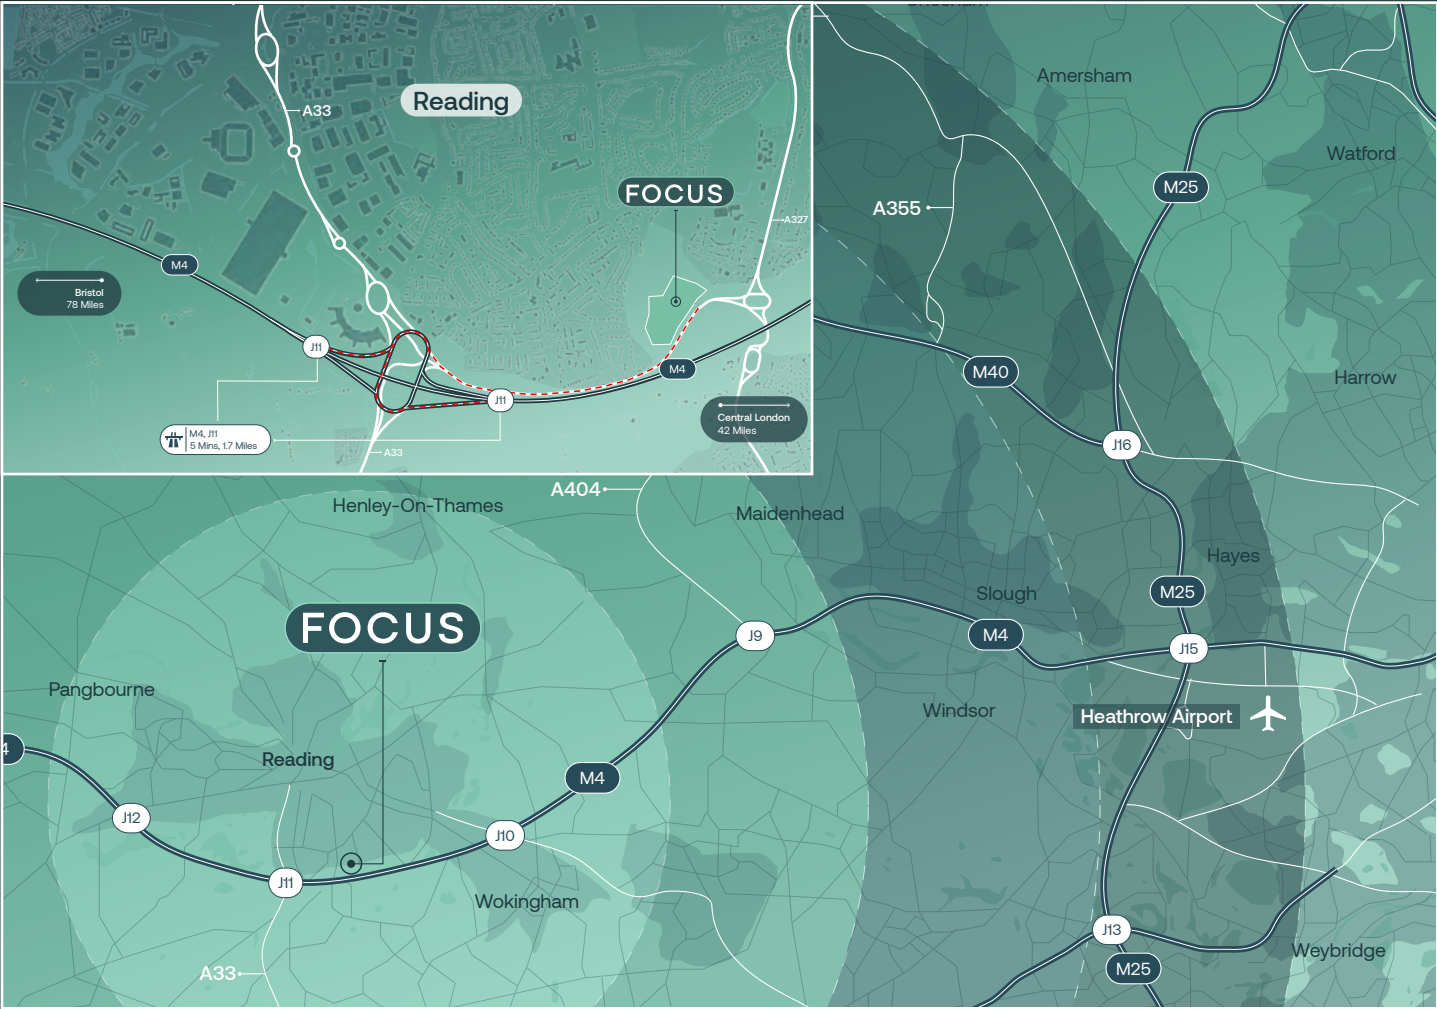 Amersham
Watford
A33
Reading
FOCUS
A327
M25
A355
M4
Bristol
78 Miles
J11
M4
M40
Harrow
J11
Central London
42 Miles
M4, J11
5 Mins, 1.7 Miles
A33
J16
Henley-On-Thames
A404
Maidenhead
Hayes
M25
Slough
FOCUS
M4
J9
J15
Pangbourne
Windsor
Heathrow Airport
Reading
4
M4
J12
J10
J11
Wokingham
J13
Weybridge
A33
M25